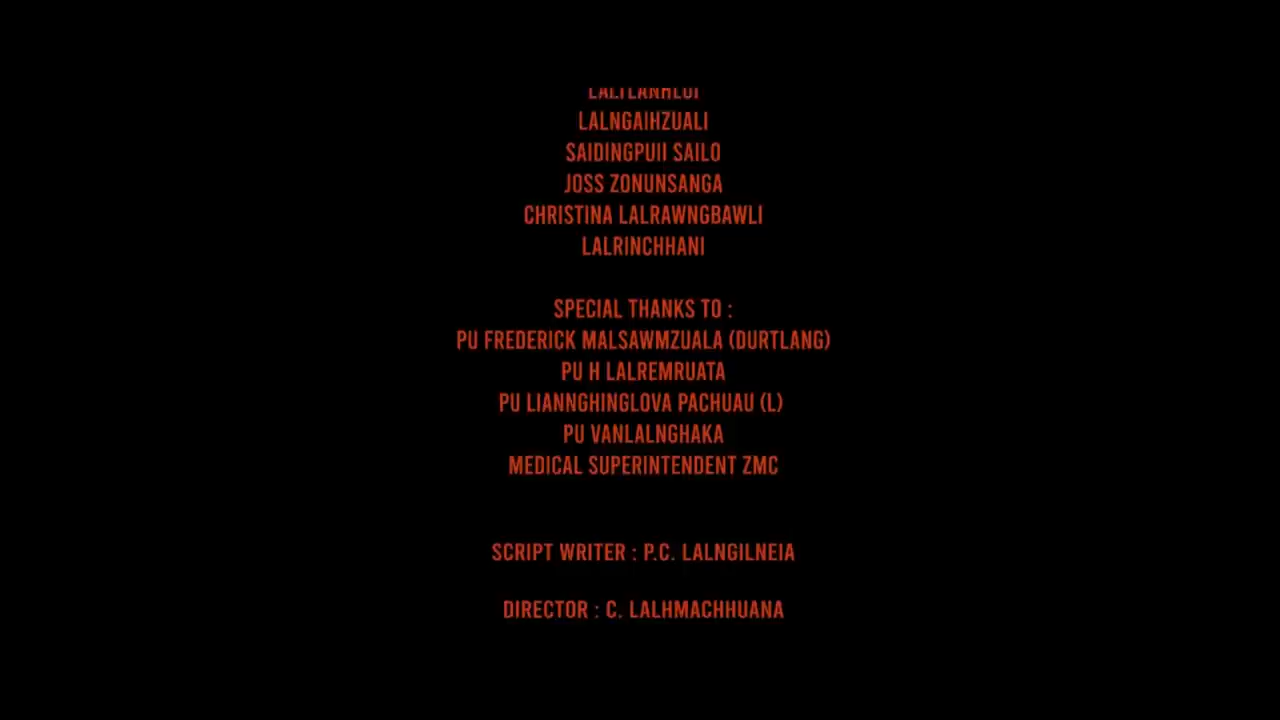 LALNGAIHZUALI
SAIDINGPUII SAILO
JOSS ZONUNSANGA
CHRISTINA LALRAWNGBAWLI
LALRINCHHANI
SPECIAL THANKS TO :
PU FREDERICK MALSAWMZUALA (DURTLANG)
PU H LALREMRUATA
PU LIANNGHINGLOVA PACHUAU (L)
PU VANLALNGHAKA
MEDICAL SUPERINTENDENT ZMC
SCRIPT WRITER : P.C. LALNGILNEIA
DIRECTOR : C. LALHMACHHUANA